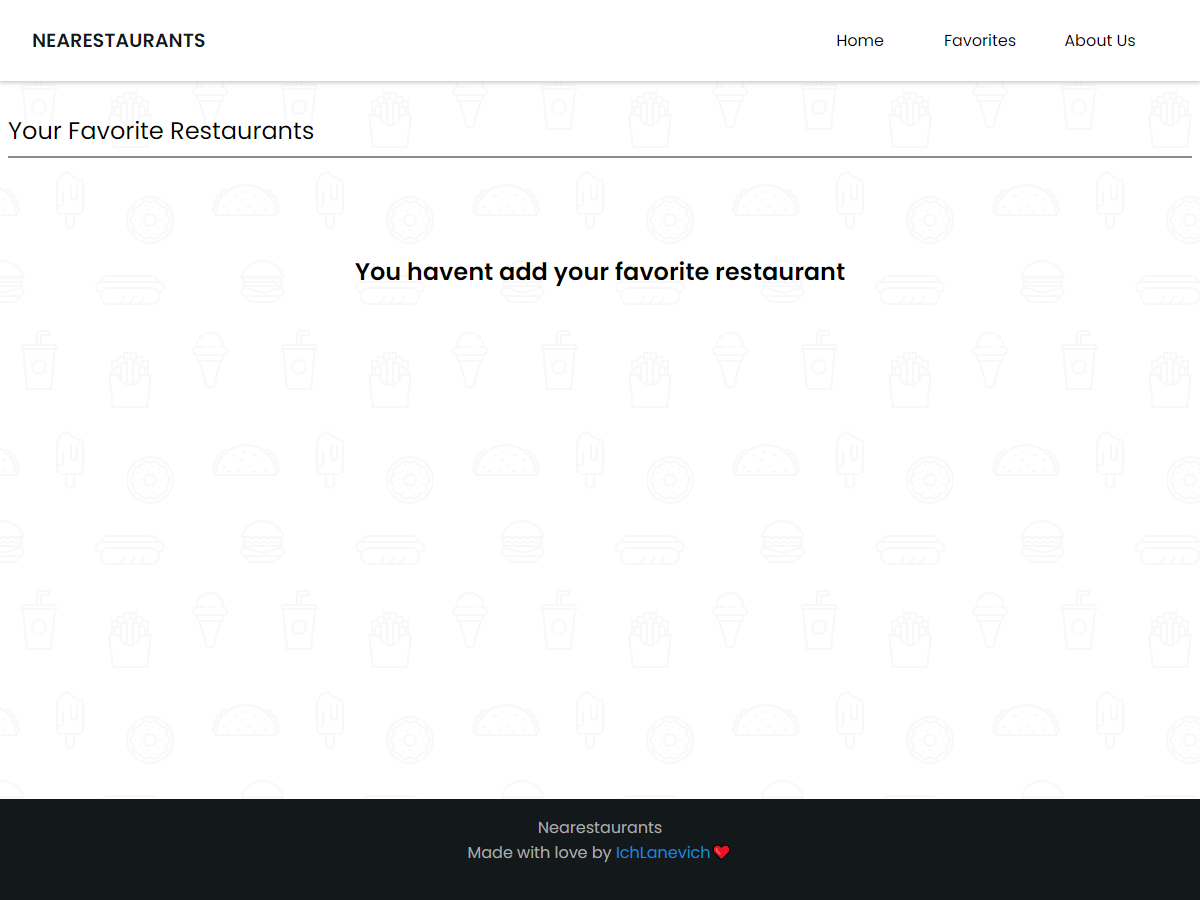 NEARESTAURANTS
Home Favorites About Us
Your Favorite Restaurants
You havent add your favorite restaurant
Nearestaurants
Made with love by IchLanevich ❤️